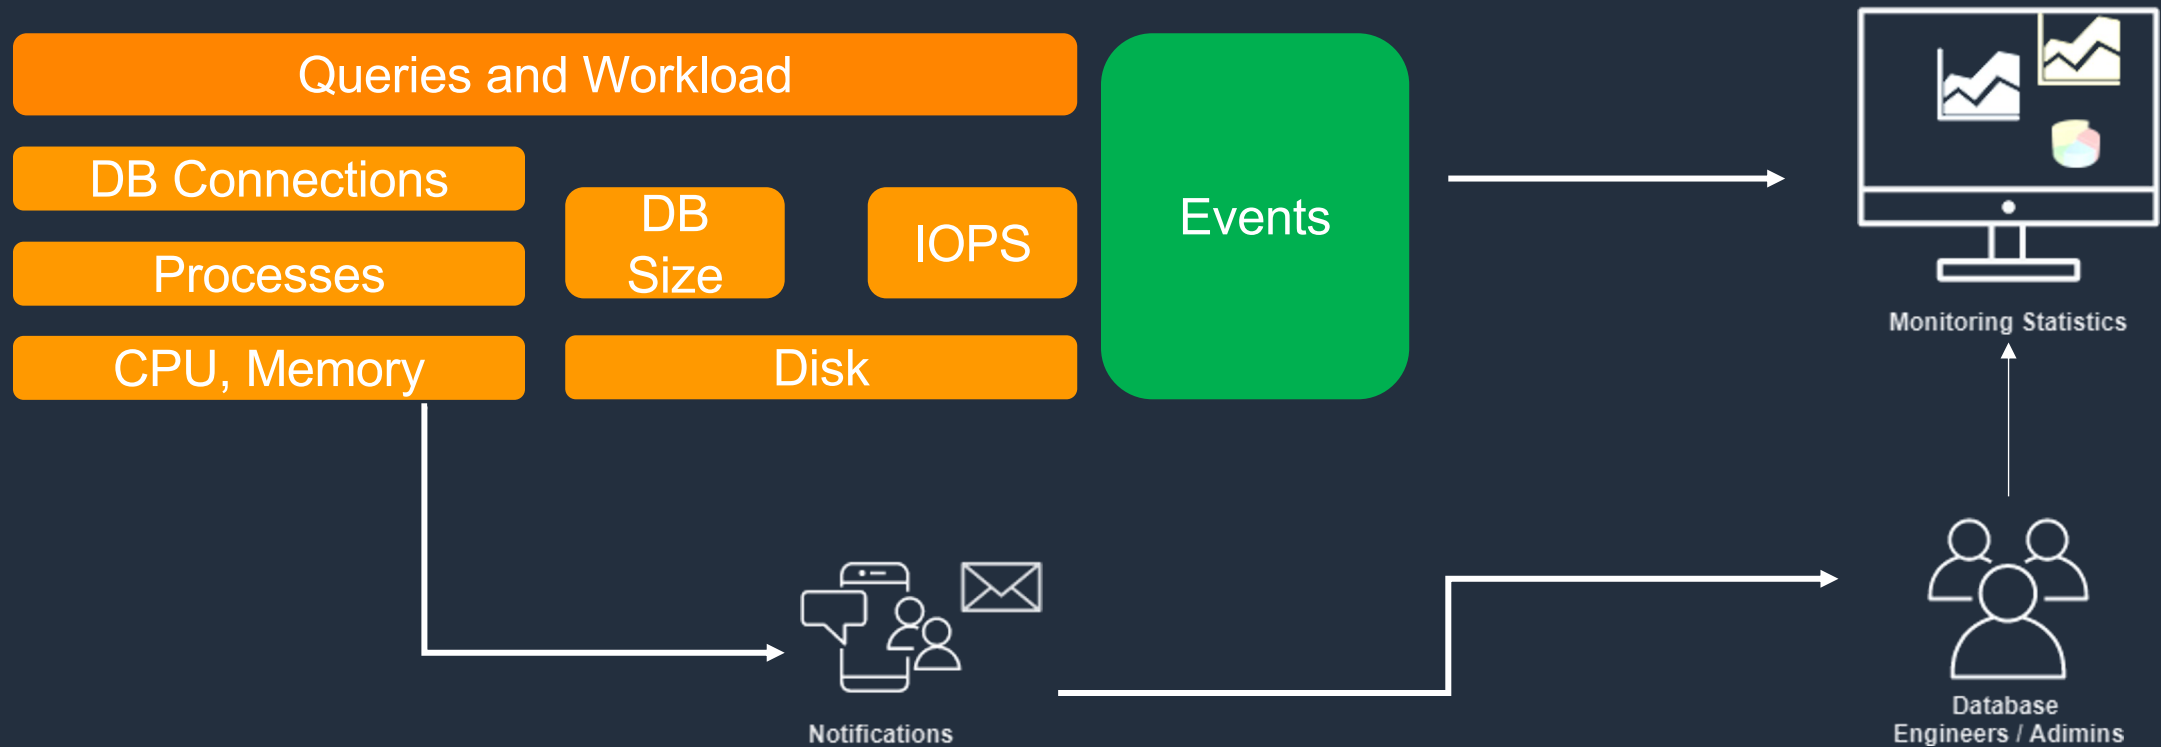 Queries and Workload
DB Connections
Processes
CPU, Memory
DB
Size
IOPS
Disk
Events
Monitoring Statistics
Notifications
Database
Engineers / Adimins